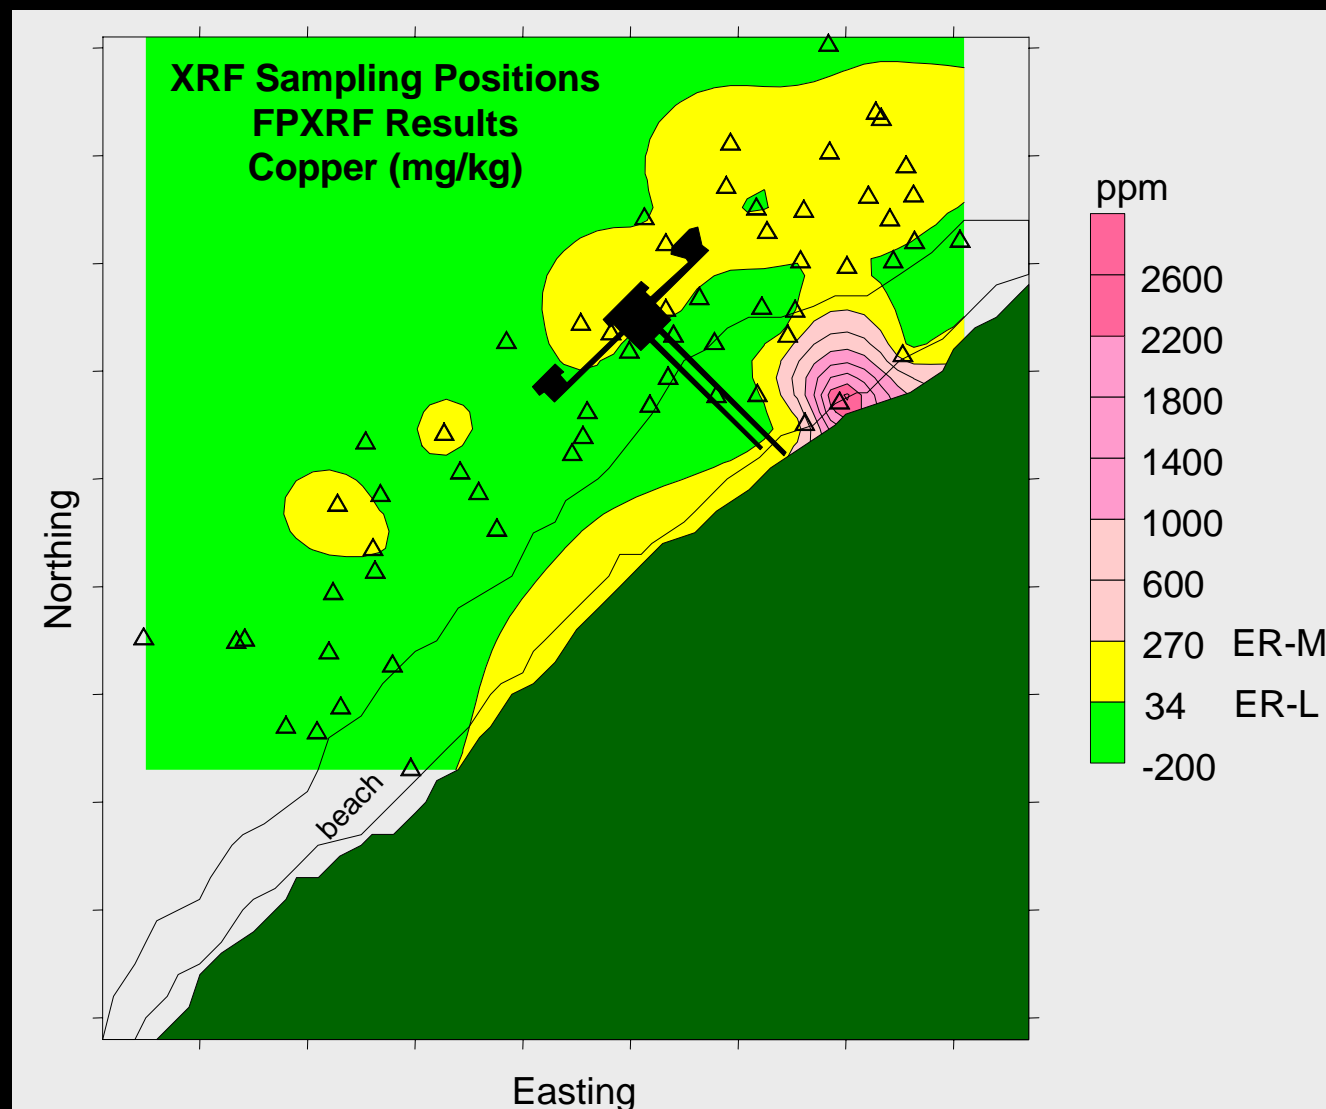 XRF Sampling Positions
FPXRF Results
Copper (mg/kg)
ppm
2600
2200
1800
1400
1000
600
270 ER-M
34 ER-L
-200
Northing
beach
Easting